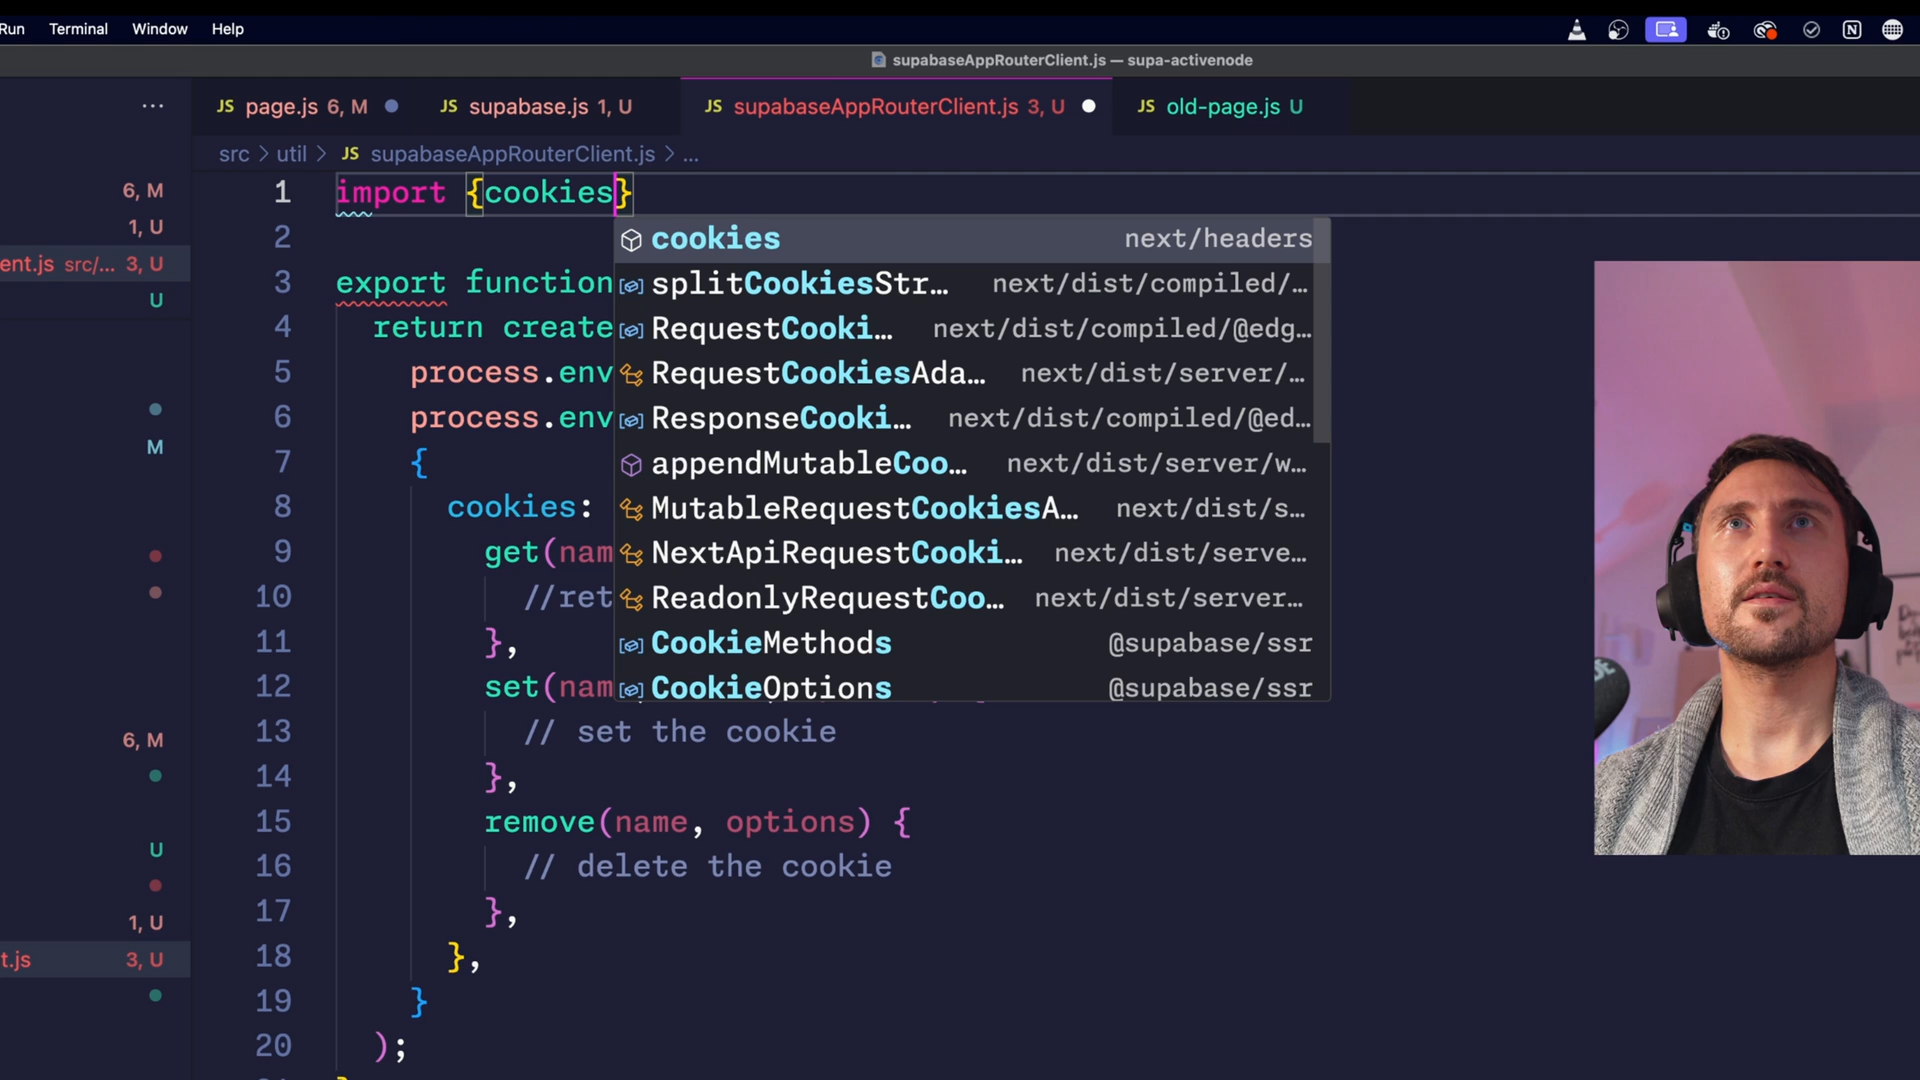 Run Terminal Window Help
supabaseAppRouterClient.js — supa-activenode
JS page.js 6, M JS supabase.js 1, U JS supabaseAppRouterClient.js 3, U JS old-page.js U
src > util > JS supabaseAppRouterClient.js > ...
6, M
1, U
ent.js src/... 3, U
U
M
6, M
U
1, U
t.js 3, U
1 import {cookies}
2
3 export function
4 return create
5 process.env
6 process.env
7 {
8 cookies:
9 get(nam
10 //ret
11 },
12 set(nam
13 // set the cookie
14 },
15 remove(name, options) {
16 // delete the cookie
17 },
18 },
19 }
20 );
cookies next/headers
splitCookiesStr… next/dist/compiled/…
RequestCooki… next/dist/compiled/@edg…
RequestCookiesAda… next/dist/server/…
ResponseCooki… next/dist/compiled/@ed…
appendMutableCoo… next/dist/server/w…
MutableRequestCookiesA… next/dist/s…
NextApiRequestCooki… next/dist/serve…
ReadonlyRequestCoo… next/dist/server…
CookieMethods @supabase/ssr
CookieOptions @supabase/ssr